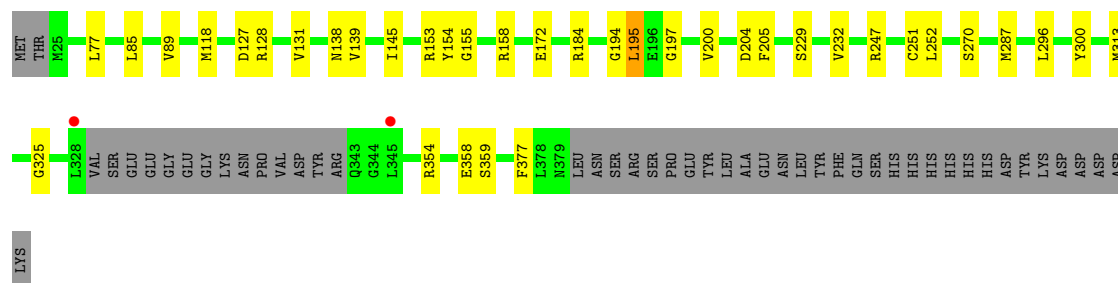 MET THR M25 L77 L85 V89 M118 D127 R128 V131 N138 V139 I145 R153 Y154 G155 R158 E172 R184 G194 L195 E196 G197 V200 D204 F205 S229 V232 R247 C251 L252 S270 M287 L296 Y300 M313
G325 L328 VAL SER GLU GLU GLY GLU GLY LYS ASN PRO VAL ASP TYR ARG Q343 G344 L345 R354 E358 S359 F377 L378 N379 LEU ASN SER ARG SER PRO GLU TYR LEU ALA GLU ASN LEU TYR PHE GLN SER HIS HIS HIS HIS HIS HIS ASP TYR LYS ASP ASP ASP ASP
LYS